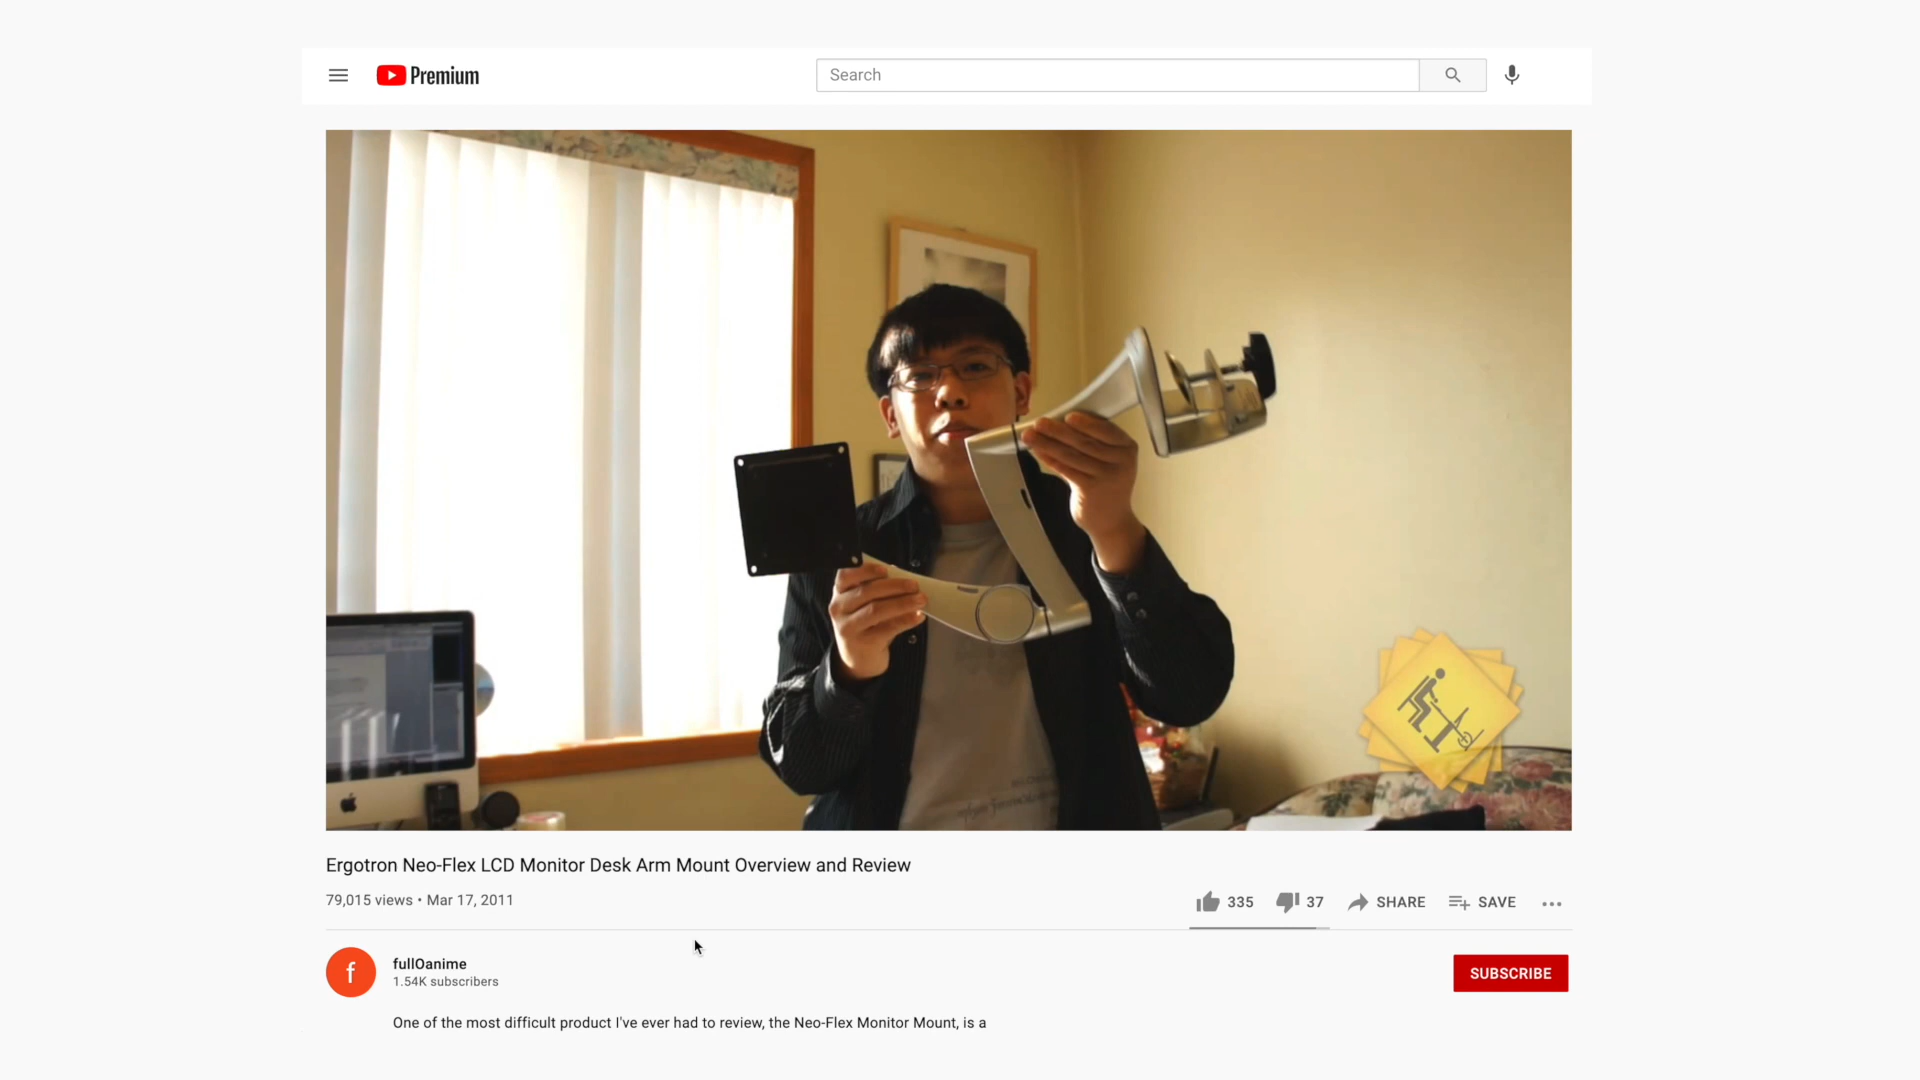 Premium
Search
Ergotron Neo-Flex LCD Monitor Desk Arm Mount Overview and Review
79,015 views • Mar 17, 2011
335
37
SHARE
SAVE
f
fullOanime
1.54K subscribers
SUBSCRIBE
One of the most difficult product I've ever had to review, the Neo-Flex Monitor Mount, is a